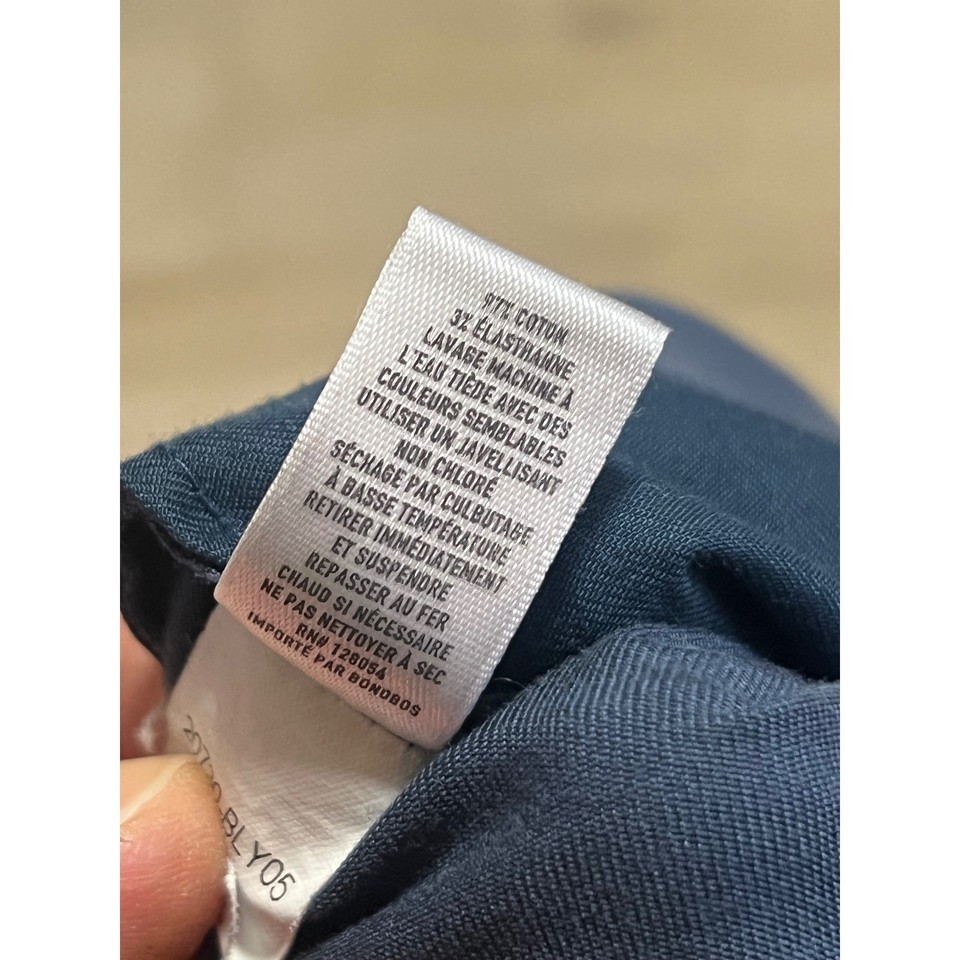 97% COTON
3% ÉLASTHANNE
LAVAGE MACHINE À
L'EAU TIÈDE AVEC DES
COULEURS SEMBLABLES
UTILISER UN JAVELLISANT
NON CHLORÉ
SÉCHAGE PAR CULBUTAGE
À BASSE TEMPÉRATURE
RETIRER IMMÉDIATEMENT
ET SUSPENDRE
REPASSER AU FER
CHAUD SI NÉCESSAIRE
NE PAS NETTOYER À SEC
RN# 128054
IMPORTÉ PAR BONOBOS
Y05